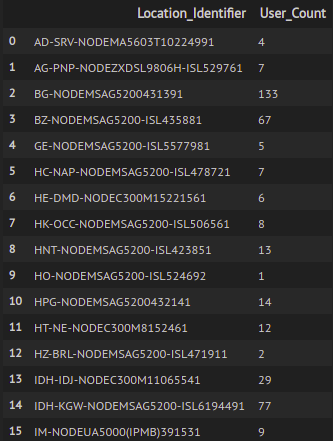 Location_Identifier User_Count
0 AD-SRV-NODEMA5603T10224991 4
1 AG-PNP-NODEZXDSL9806H-ISL529761 7
2 BG-NODEMSAG5200431391 133
3 BZ-NODEMSAG5200-ISL435881 67
4 GE-NODEMSAG5200-ISL5577981 5
5 HC-NAP-NODEMSAG5200-ISL478721 7
6 HE-DMD-NODEC300M15221561 6
7 HK-OCC-NODEMSAG5200-ISL506561 8
8 HNT-NODEMSAG5200-ISL423851 13
9 HO-NODEMSAG5200-ISL524692 1
10 HPG-NODEMSAG5200432141 14
11 HT-NE-NODEC300M8152461 12
12 HZ-BRL-NODEMSAG5200-ISL471911 2
13 IDH-IDJ-NODEC300M11065541 29
14 IDH-KGW-NODEMSAG5200-ISL6194491 77
15 IM-NODEUA5000(IPMB)391531 9